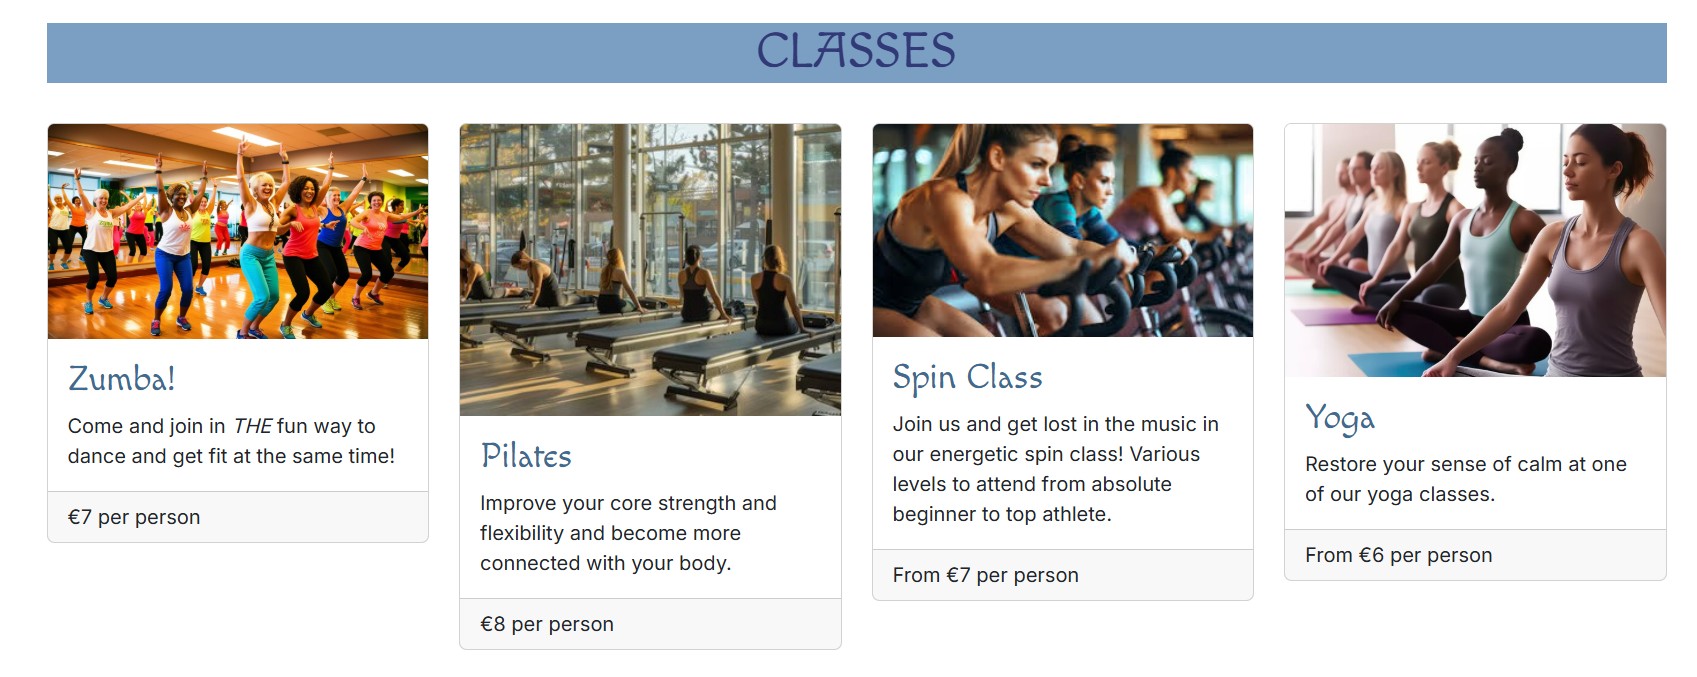 CLASSES
Zumba!
Come and join in THE fun way to
dance and get fit at the same time!
€7 per person
Pilates
Improve your core strength and
flexibility and become more
connected with your body.
€8 per person
Spin Class
Join us and get lost in the music in
our energetic spin class! Various
levels to attend from absolute
beginner to top athlete.
From €7 per person
Yoga
Restore your sense of calm at one
of our yoga classes.
From €6 per person